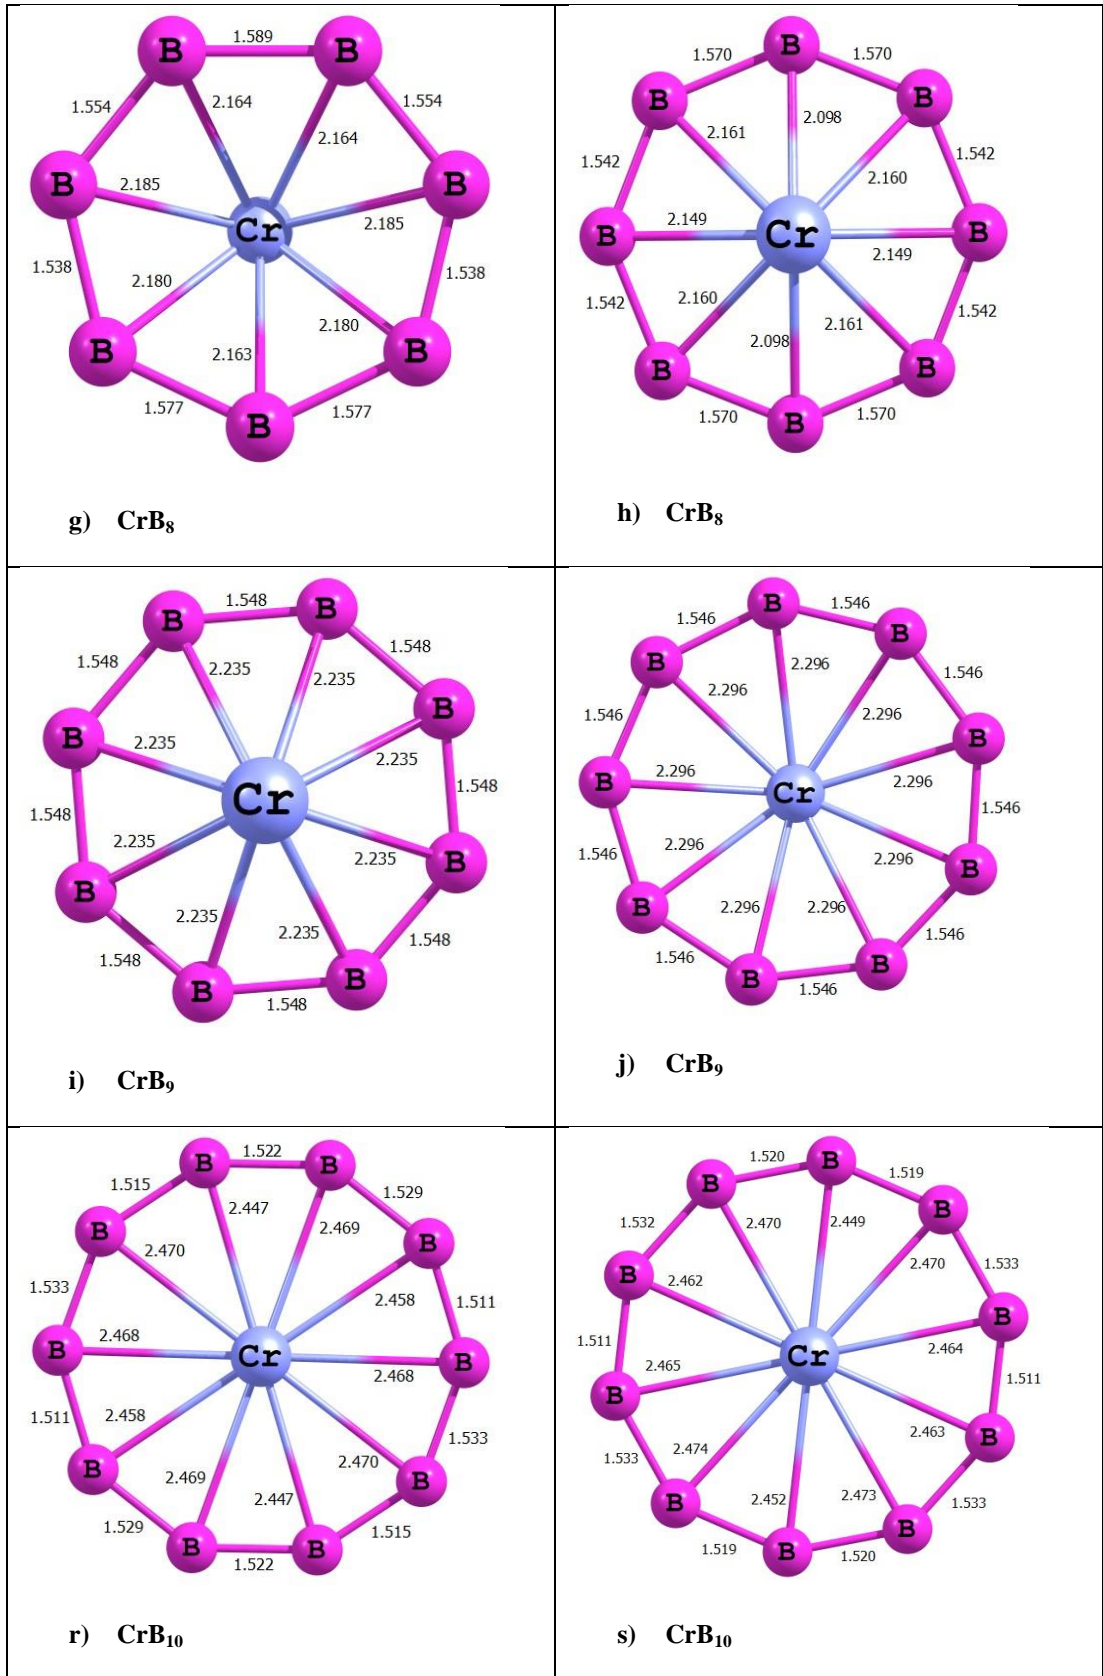 B 1.589 B
1.554 2.164 1.554
2.164
B 2.185 B
2.185
Cr
1.538 2.180 1.538
2.180
B 2.163 B
1.577 1.577
B
g) CrB₈
B
1.570 1.570
B B
2.161 2.098
1.542 2.160 1.542
B 2.149 Cr B
2.149
1.542 2.160 2.161 1.542
2.098
B B
1.570 1.570
B
h) CrB₈
1.548 B
B
1.548 2.235 2.235 1.548
B
B 2.235 2.235
1.548 Cr 1.548
2.235 2.235
B B
2.235 2.235 1.548
1.548
B B
1.548
i) CrB₉
1.546 B 1.546
B
B 2.296 1.546
2.296 2.296
1.546 B
B 2.296 Cr 2.296
1.546
1.546 2.296 2.296
B
B 2.296 2.296
1.546 1.546
B B
1.546
j) CrB₉
B 1.522 B
1.515 1.529
2.447 2.469
B B
2.470
1.533 2.458 1.511
B 2.468 Cr B
2.468
1.511 2.458
1.533
B 2.469 2.470 B
2.447
1.529 1.515
B B
1.522
r) CrB₁₀
1.520 B 1.519
B
1.532 2.470 2.449 B
2.470 1.533
B 2.462
B
1.511 2.464
2.465 Cr 1.511
B
2.463 B
1.533 2.474
2.452 2.473 1.533
B
B
1.519 B 1.520
s) CrB₁₀